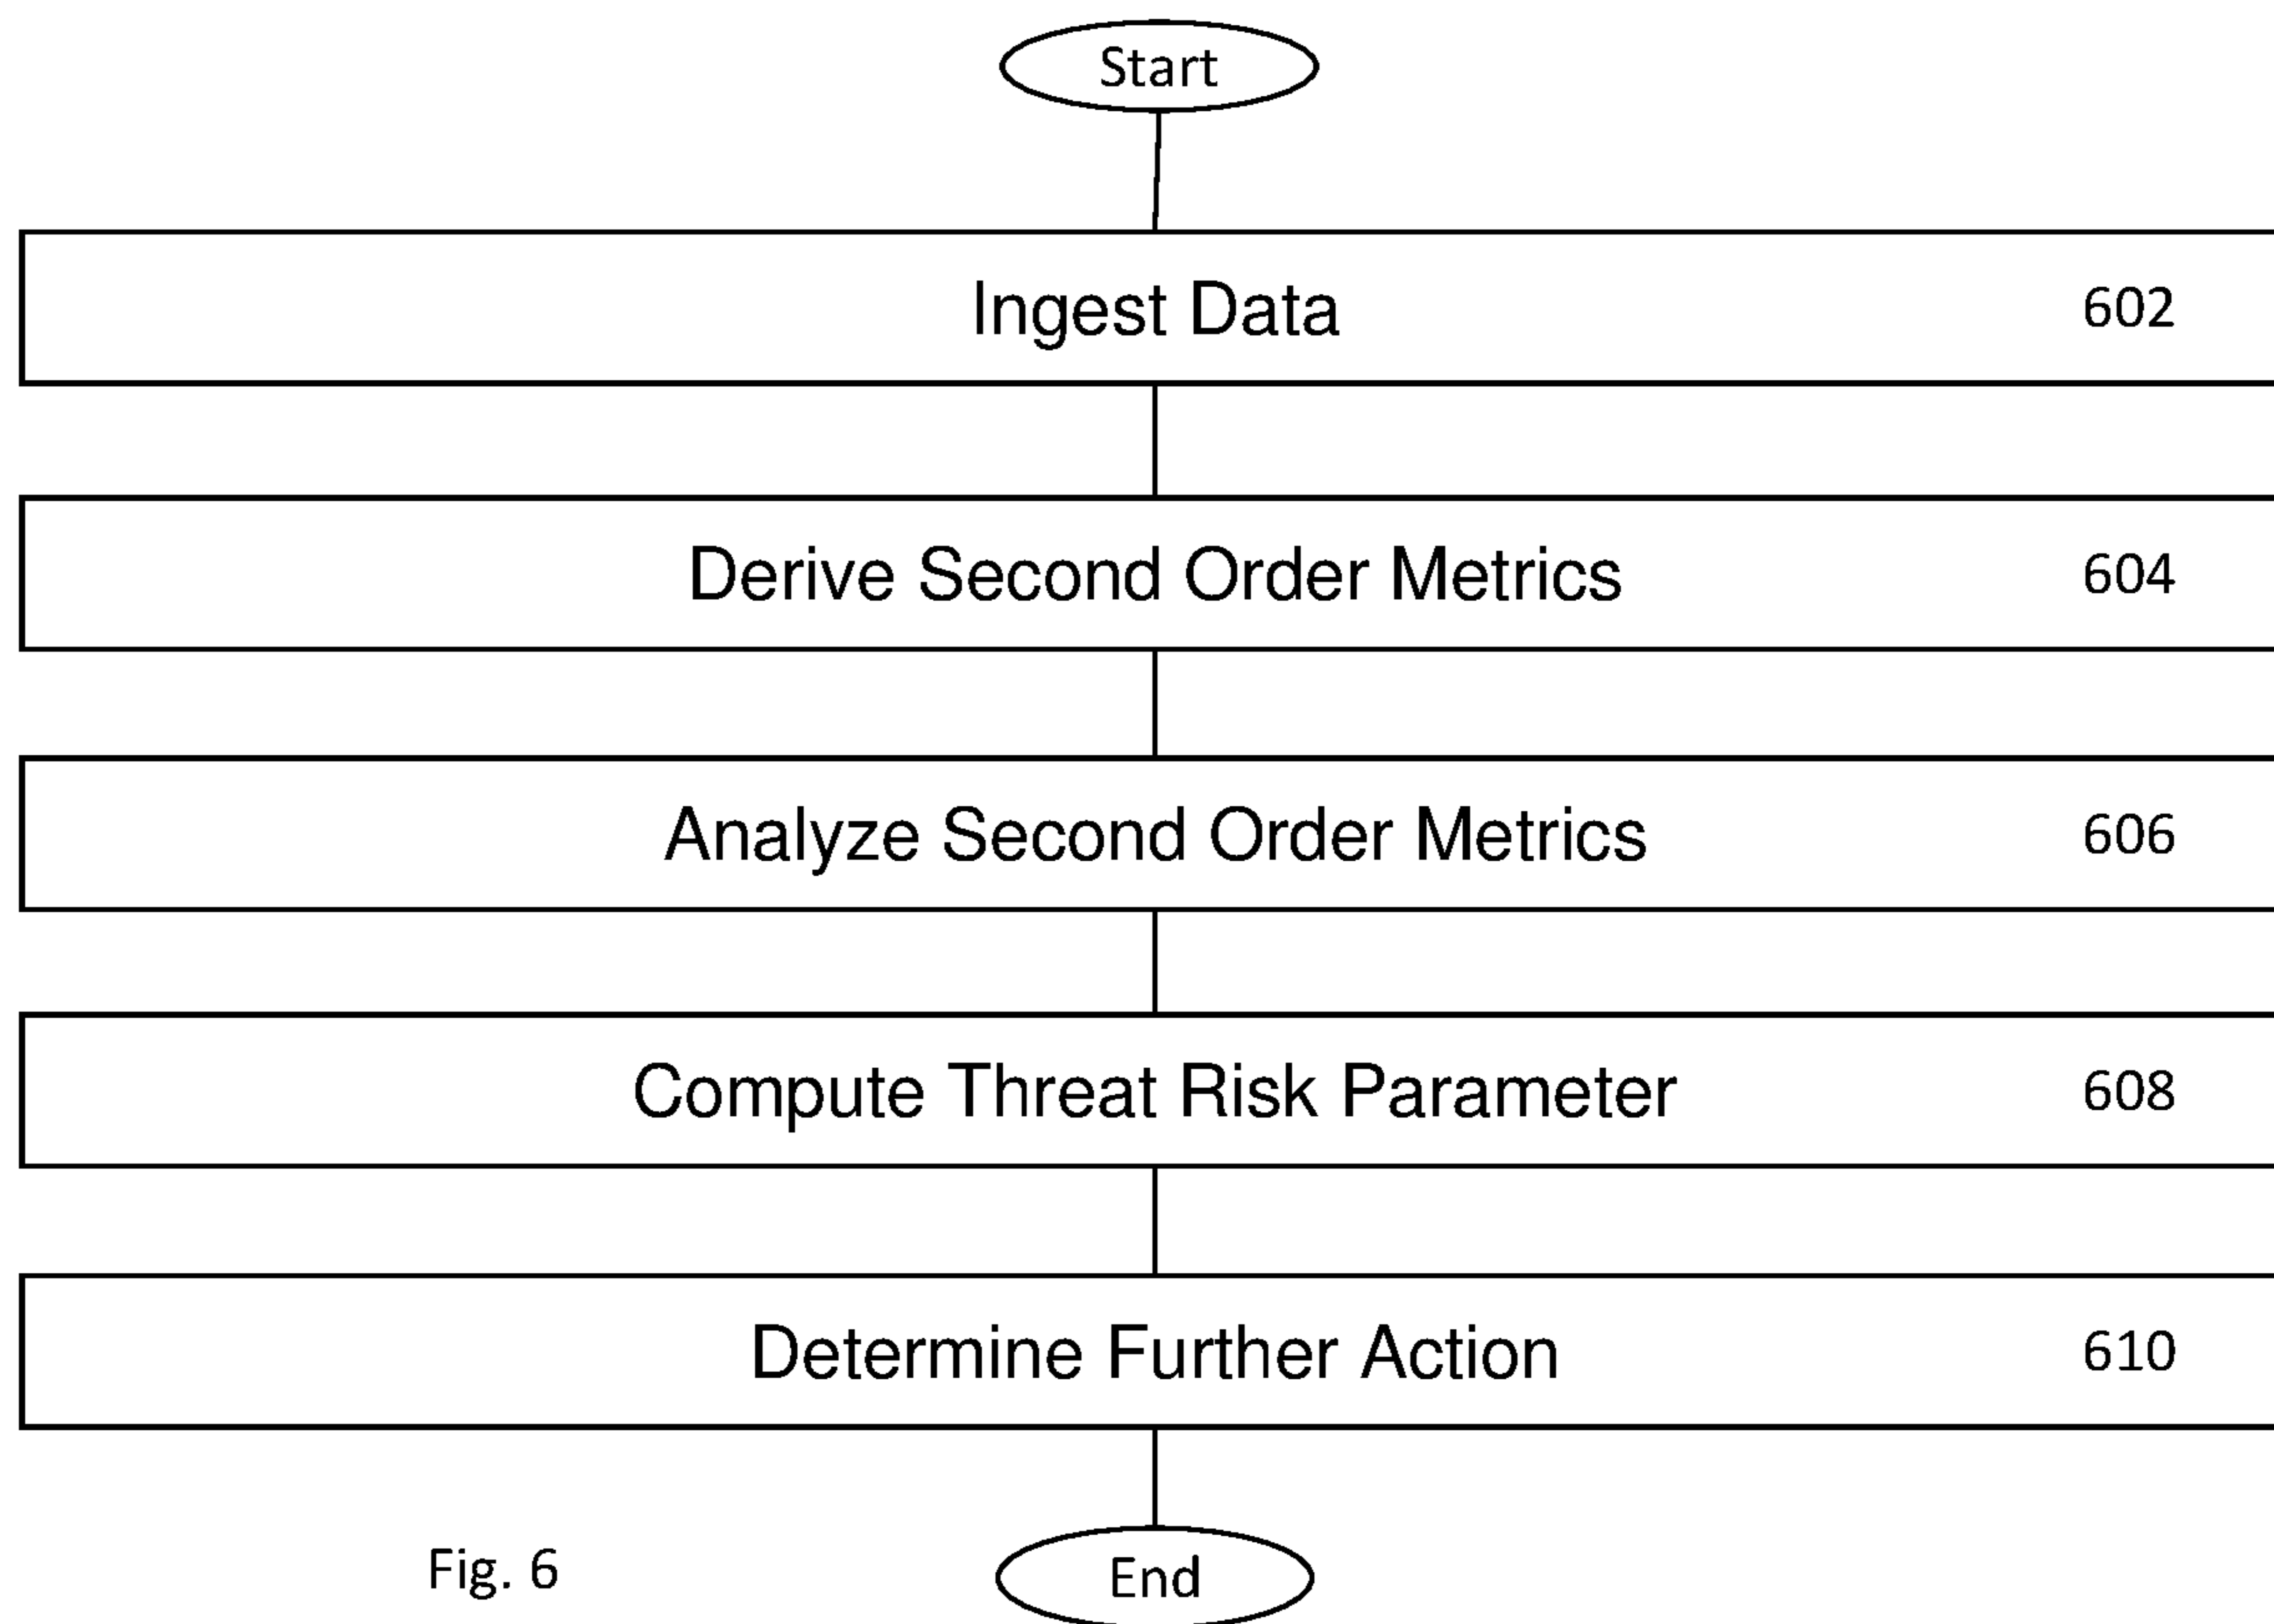 Start
Ingest Data 602
Derive Second Order Metrics 604
Analyze Second Order Metrics 606
Compute Threat Risk Parameter 608
Determine Further Action 610
Fig. 6
End